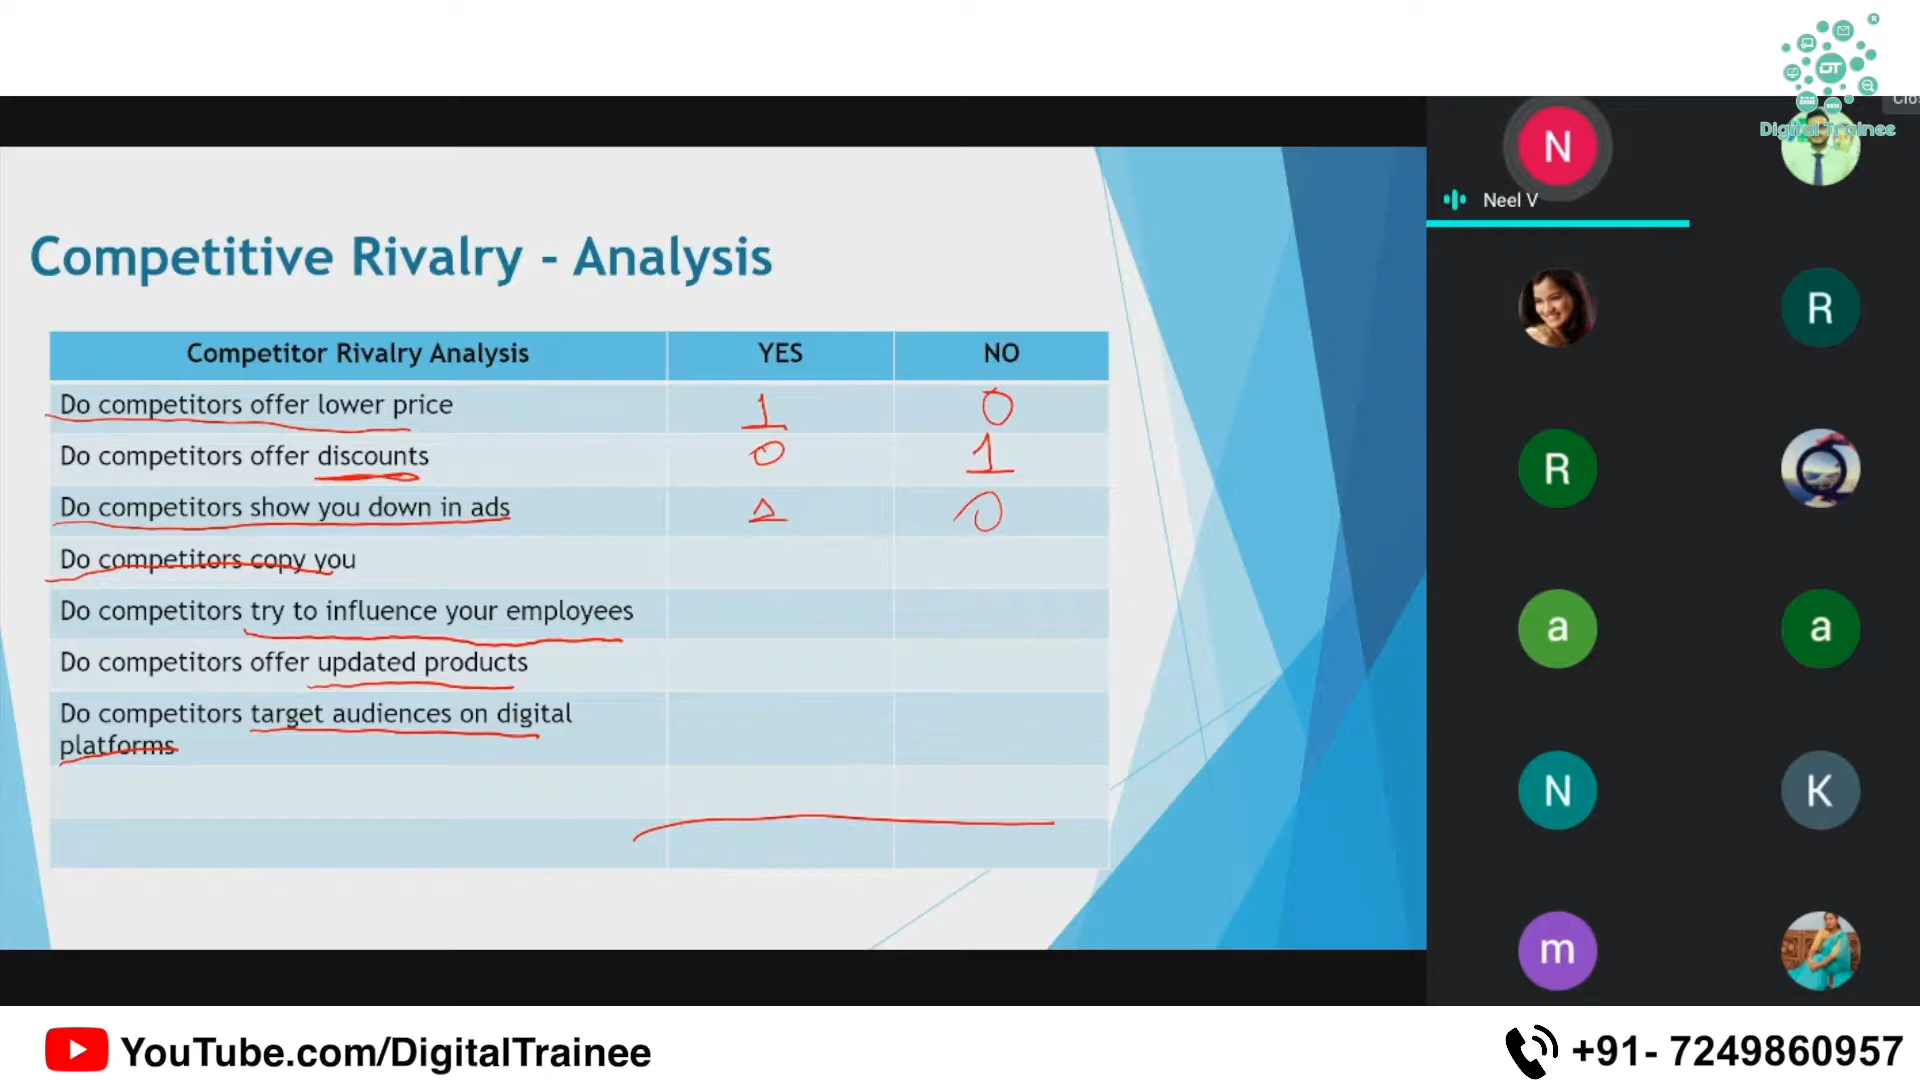 Digital Trainee
DT
Clo
N
Neel V
R
R
a
a
N
K
m
Competitive Rivalry - Analysis
Competitor Rivalry Analysis YES NO
Do competitors offer lower price 1 0
Do competitors offer discounts 0 1
Do competitors show you down in ads 1 0
Do competitors copy you
Do competitors try to influence your employees
Do competitors offer updated products
Do competitors target audiences on digital
platforms
YouTube.com/DigitalTrainee
+91- 7249860957